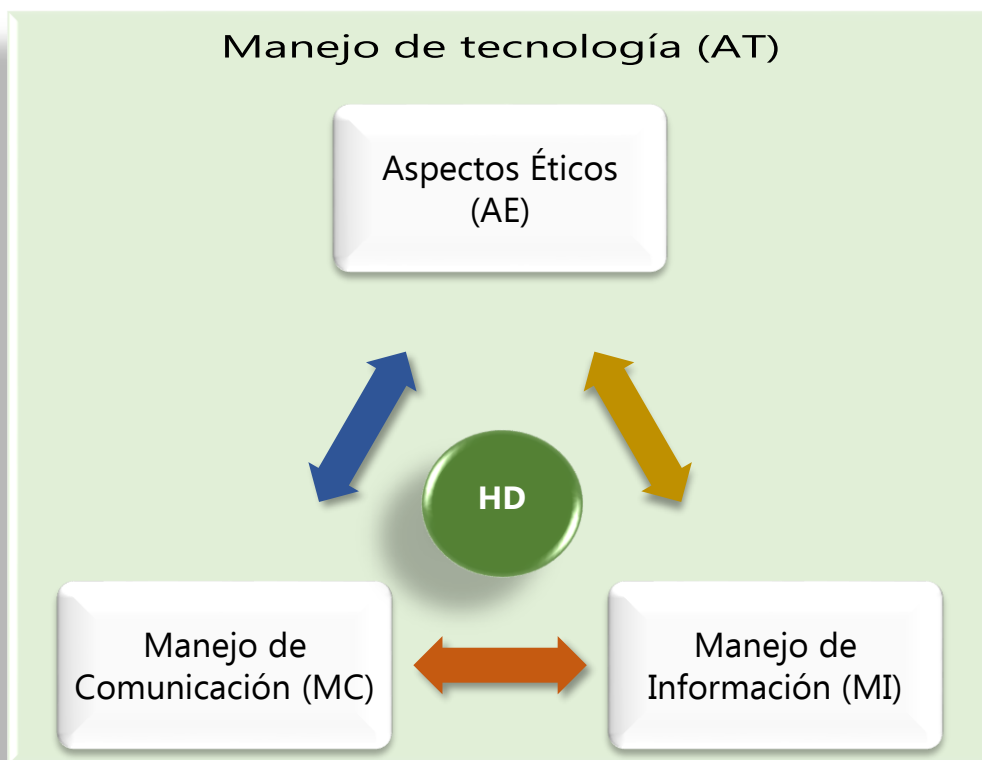 Manejo de tecnología (AT)
Aspectos Éticos
(AE)
HD
Manejo de
Comunicación (MC)
Manejo de
Información (MI)